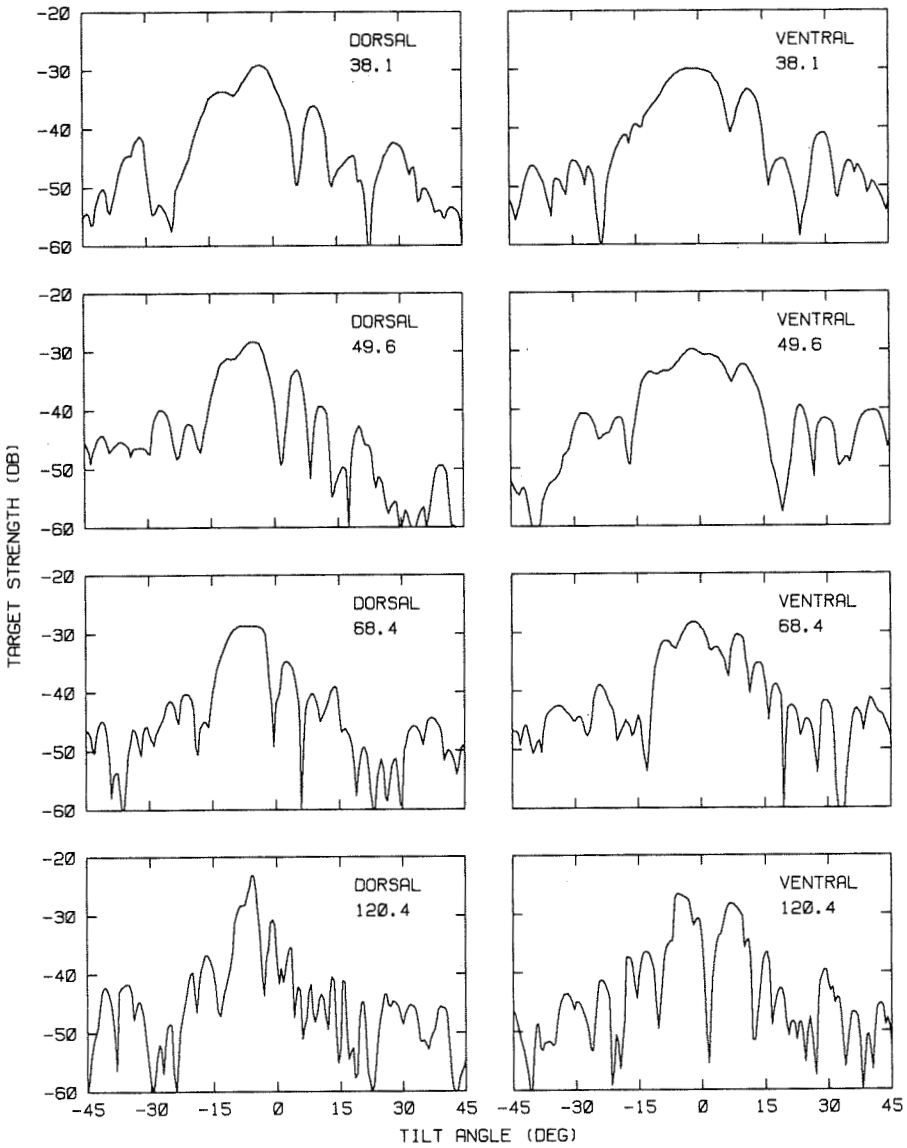 -20
-30
-40
-50
-60
DORSAL
38.1
VENTRAL
38.1
-20
-30
-40
-50
-60
DORSAL
49.6
VENTRAL
49.6
TARGET STRENGTH (DB)
-20
-30
-40
-50
-60
DORSAL
68.4
VENTRAL
68.4
-20
-30
-40
-50
-60
DORSAL
120.4
VENTRAL
120.4
-45 -30 -15 0 15 30 45
-45 -30 -15 0 15 30 45
TILT ANGLE (DEG)